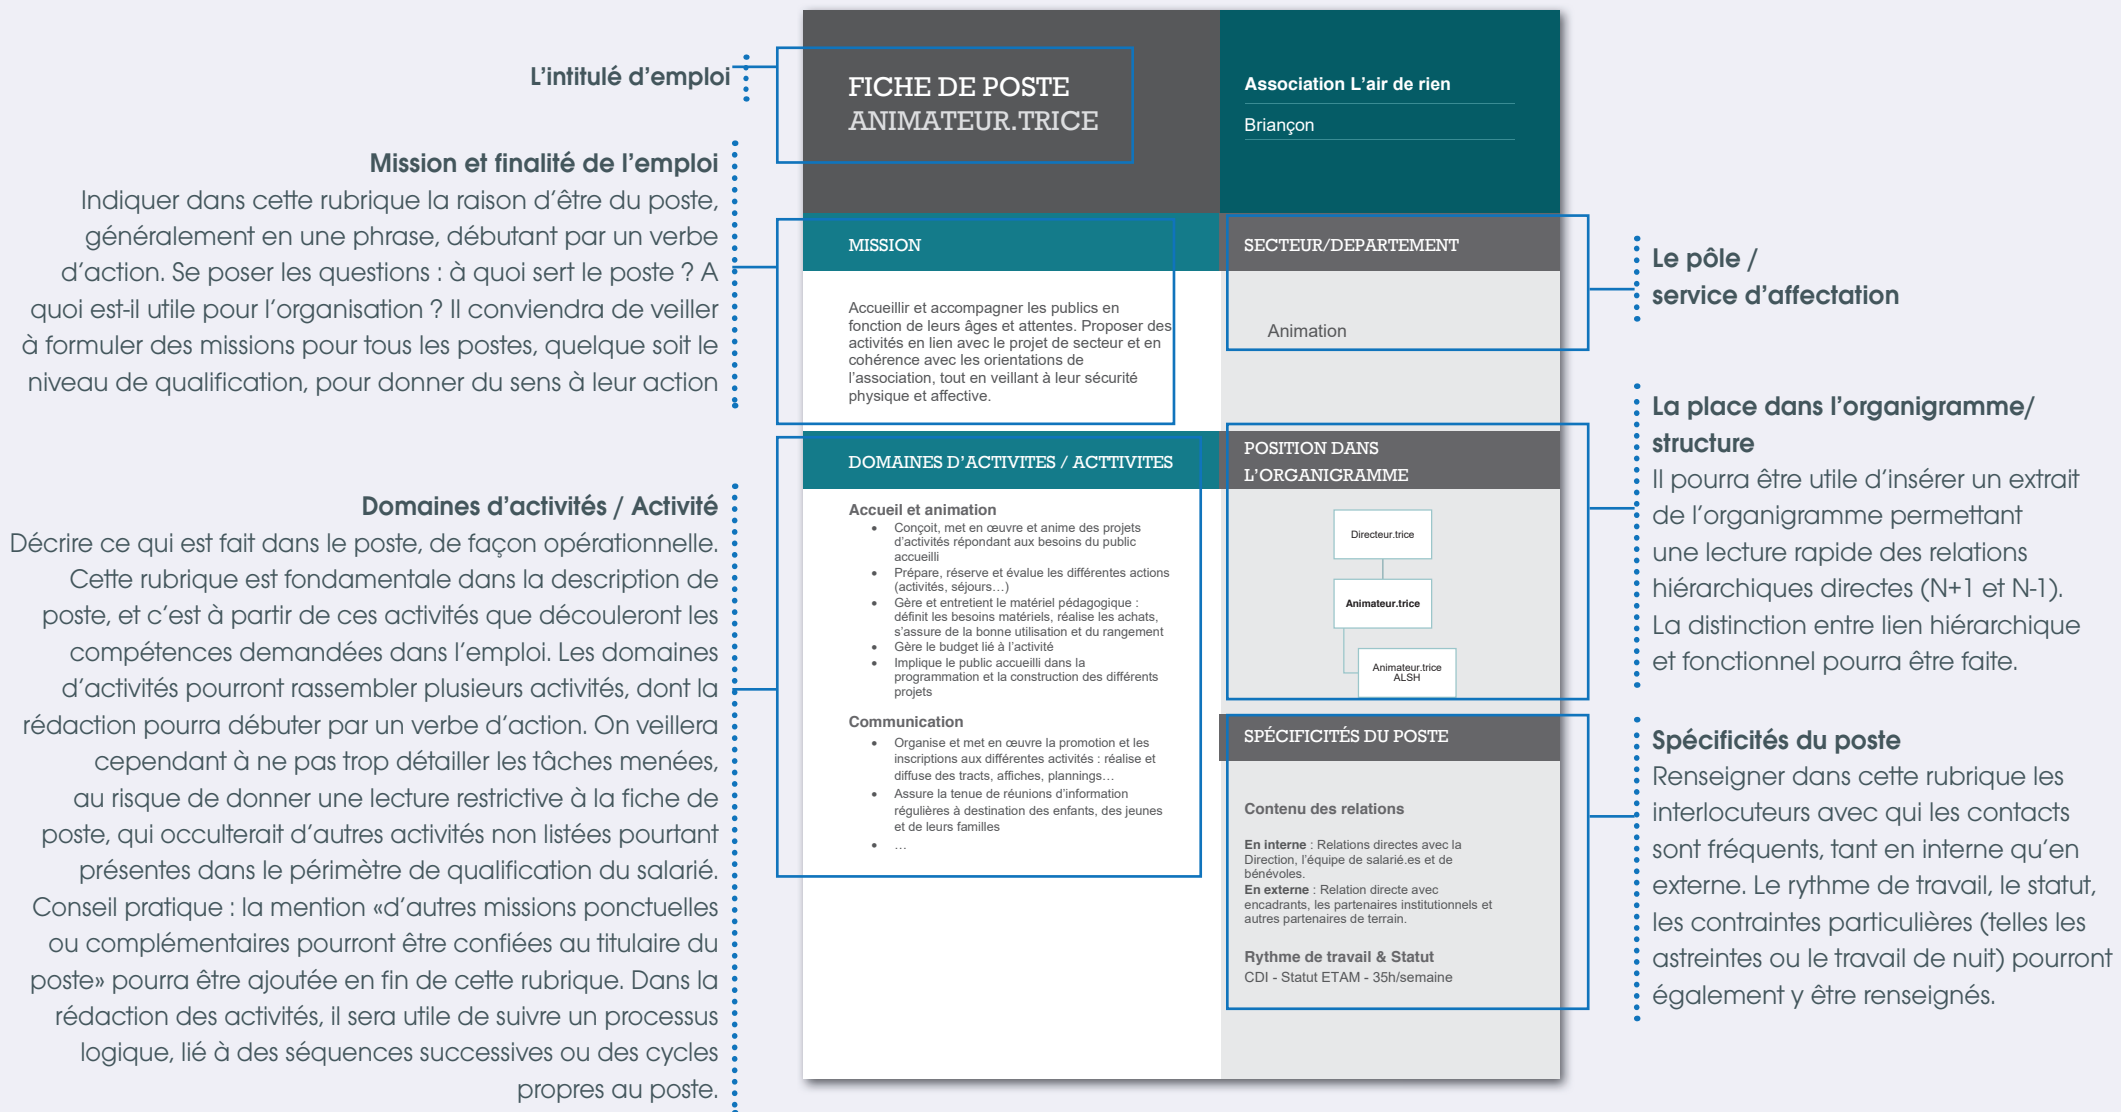 L'intitulé d'emploi
Mission et finalité de l'emploi
Indiquer dans cette rubrique la raison d'être du poste,
généralement en une phrase, débutant par un verbe
d'action. Se poser les questions : à quoi sert le poste ? A
quoi est-il utile pour l'organisation ? Il conviendra de veiller
à formuler des missions pour tous les postes, quelque soit le
niveau de qualification, pour donner du sens à leur action
Domaines d'activités / Activité
Décrire ce qui est fait dans le poste, de façon opérationnelle.
Cette rubrique est fondamentale dans la description de
poste, et c'est à partir de ces activités que découleront les
compétences demandées dans l'emploi. Les domaines
d'activités pourront rassembler plusieurs activités, dont la
rédaction pourra débuter par un verbe d'action. On veillera
cependant à ne pas trop détailler les tâches menées,
au risque de donner une lecture restrictive à la fiche de
poste, qui occulterait d'autres activités non listées pourtant
présentes dans le périmètre de qualification du salarié.
Conseil pratique : la mention «d'autres missions ponctuelles
ou complémentaires pourront être confiées au titulaire du
poste» pourra être ajoutée en fin de cette rubrique. Dans la
rédaction des activités, il sera utile de suivre un processus
logique, lié à des séquences successives ou des cycles
propres au poste.
FICHE DE POSTE
ANIMATEUR.TRICE
Association L'air de rien
Briançon
MISSION
Accueillir et accompagner les publics en
fonction de leurs âges et attentes. Proposer des
activités en lien avec le projet de secteur et en
cohérence avec les orientations de
l'association, tout en veillant à leur sécurité
physique et affective.
DOMAINES D'ACTIVITES / ACTTIVITES
Accueil et animation
• Conçoit, met en œuvre et anime des projets
d'activités répondant aux besoins du public
accueilli
• Prépare, réserve et évalue les différentes actions
(activités, séjours…)
• Gère et entretient le matériel pédagogique :
définit les besoins matériels, réalise les achats,
s'assure de la bonne utilisation et du rangement
• Gère le budget lié à l'activité
• Implique le public accueilli dans la
programmation et la construction des différents
projets
Communication
• Organise et met en œuvre la promotion et les
inscriptions aux différentes activités : réalise et
diffuse des tracts, affiches, plannings…
• Assure la tenue de réunions d'information
régulières à destination des enfants, des jeunes
et de leurs familles
• …
SECTEUR/DEPARTEMENT
Animation
POSITION DANS
L'ORGANIGRAMME
Directeur.trice
Animateur.trice
Animateur.trice
ALSH
SPÉCIFICITÉS DU POSTE
Contenu des relations
En interne : Relations directes avec la
Direction, l'équipe de salarié.es et de
bénévoles.
En externe : Relation directe avec
encadrants, les partenaires institutionnels et
autres partenaires de terrain.
Rythme de travail & Statut
CDI - Statut ETAM - 35h/semaine
Le pôle /
service d'affectation
La place dans l'organigramme/
structure
Il pourra être utile d'insérer un extrait
de l'organigramme permettant
une lecture rapide des relations
hiérarchiques directes (N+1 et N-1).
La distinction entre lien hiérarchique
et fonctionnel pourra être faite.
Spécificités du poste
Renseigner dans cette rubrique les
interlocuteurs avec qui les contacts
sont fréquents, tant en interne qu'en
externe. Le rythme de travail, le statut,
les contraintes particulières (telles les
astreintes ou le travail de nuit) pourront
également y être renseignés.